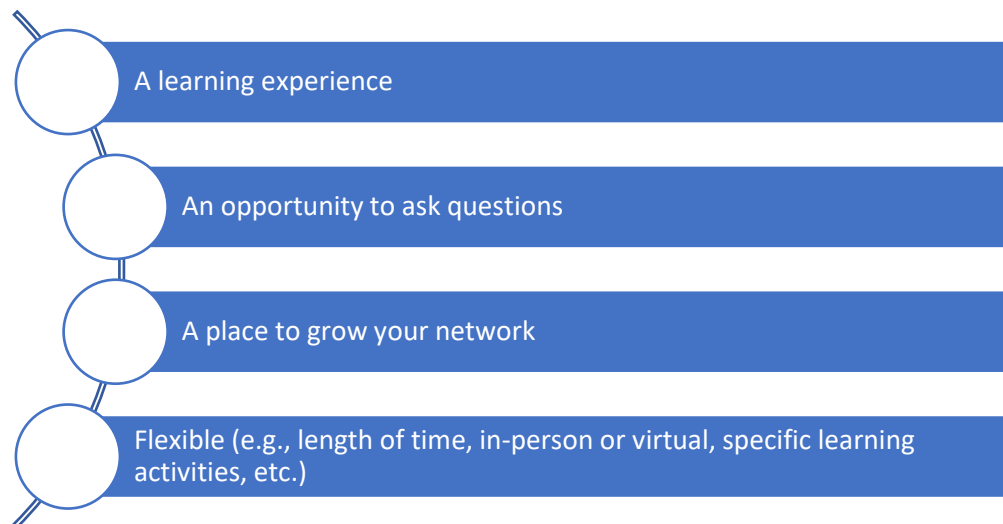 A learning experience
An opportunity to ask questions
A place to grow your network
Flexible (e.g., length of time, in-person or virtual, specific learning
activities, etc.)